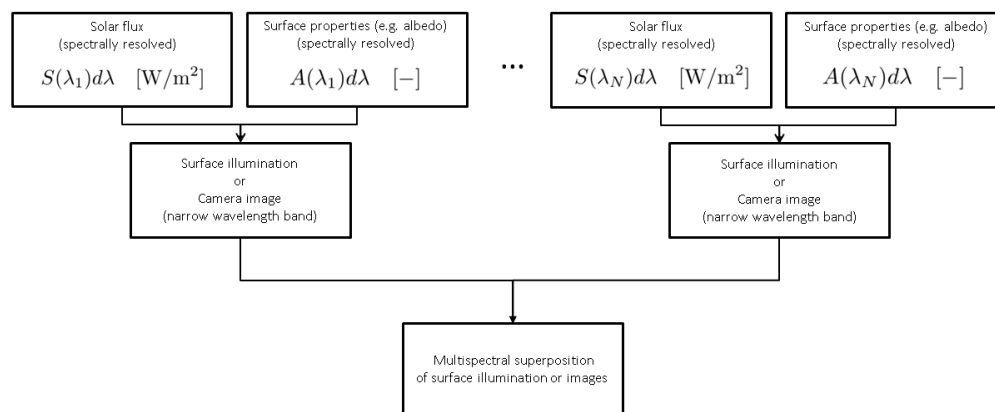 Solar flux
(spectrally resolved)
S(λ₁)dλ [W/m²]
Surface properties (e.g. albedo)
(spectrally resolved)
A(λ₁)dλ [−]
...
Solar flux
(spectrally resolved)
S(λ_N)dλ [W/m²]
Surface properties (e.g. albedo)
(spectrally resolved)
A(λ_N)dλ [−]
Surface illumination
or
Camera image
(narrow wavelength band)
Surface illumination
or
Camera image
(narrow wavelength band)
Multispectral superposition
of surface illumination or images